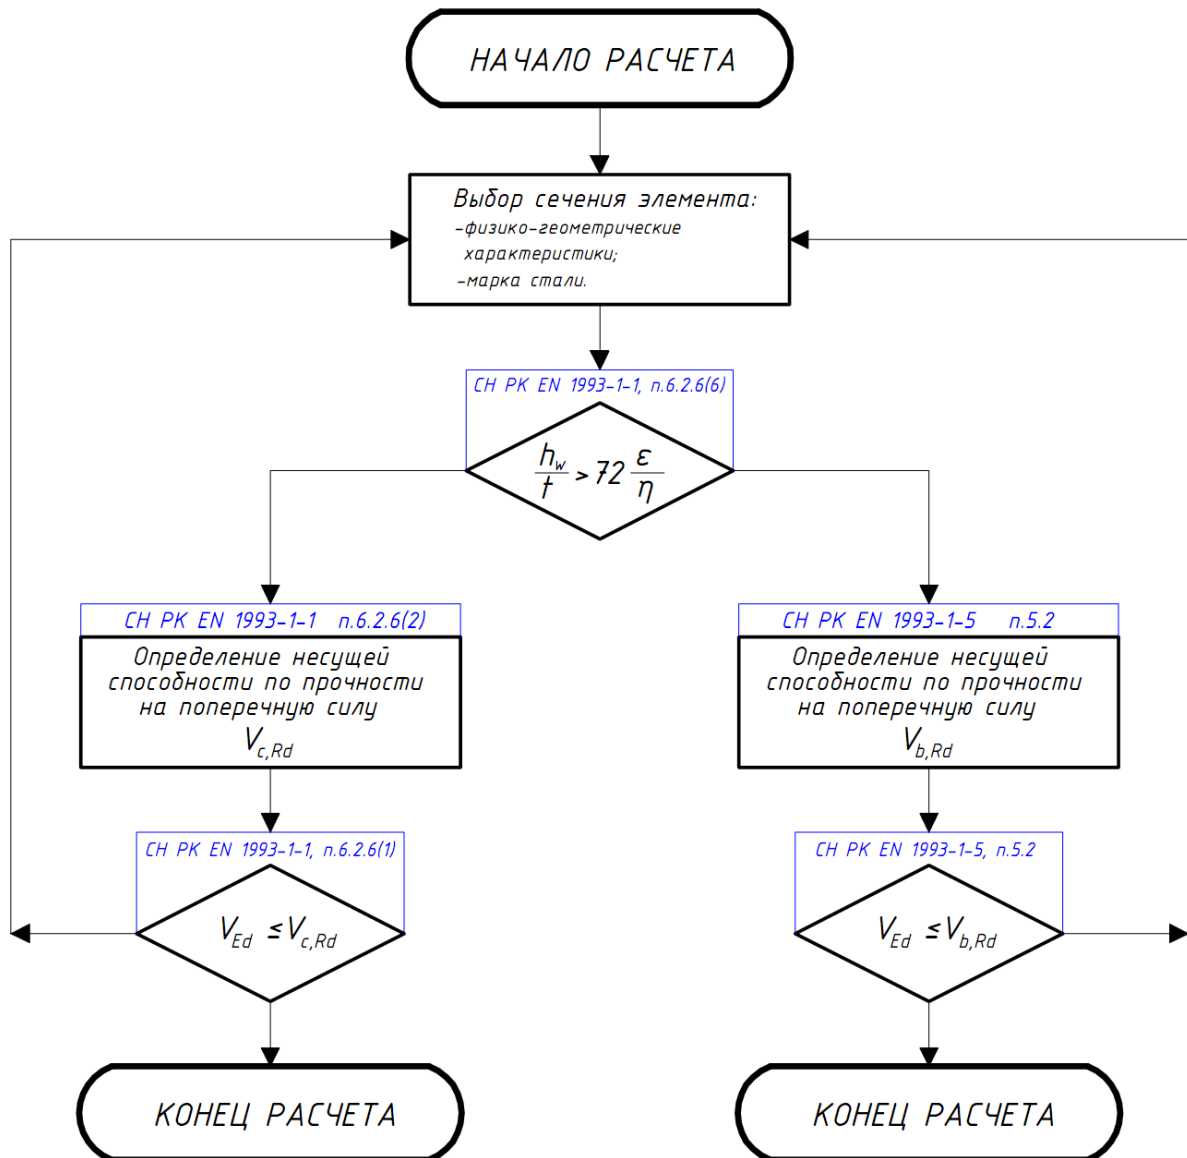 НАЧАЛО РАСЧЕТА
Выбор сечения элемента:
-физико-геометрические
характеристики;
-марка стали.
СН РК EN 1993-1-1, п.6.2.6(6)
h_w/t > 72 ε/η
СН РК EN 1993-1-1 п.6.2.6(2)
Определение несущей
способности по прочности
на поперечную силу
V_c,Rd
СН РК EN 1993-1-5 п.5.2
Определение несущей
способности по прочности
на поперечную силу
V_b,Rd
СН РК EN 1993-1-1, п.6.2.6(1)
V_Ed ≤ V_c,Rd
СН РК EN 1993-1-5, п.5.2
V_Ed ≤ V_b,Rd
КОНЕЦ РАСЧЕТА
КОНЕЦ РАСЧЕТА